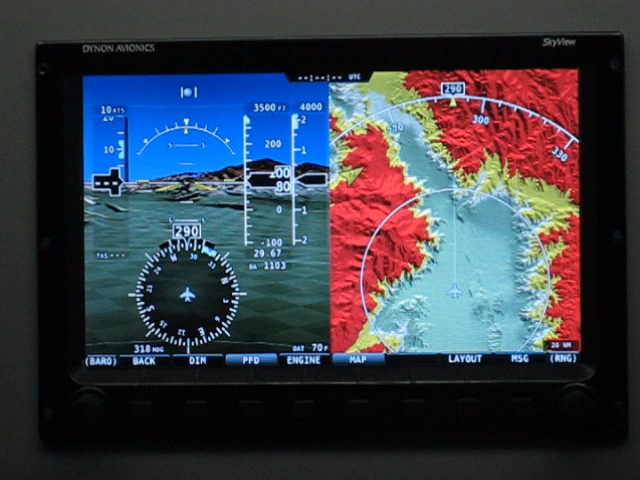 DYNON AVIONICS
SkyView
--:--:-- UTC
10 KTS
3500 FT
4000
290
20
10
200
2
1
00
80
0
1
-100
2
300
330
290
29.67
DA 1103
TAS ---
N
30
W
E
12
S
318 HDG
OAT 70F
20 NM
(BARO) BACK DIM PFD ENGINE MAP LAYOUT MSG (RNG)